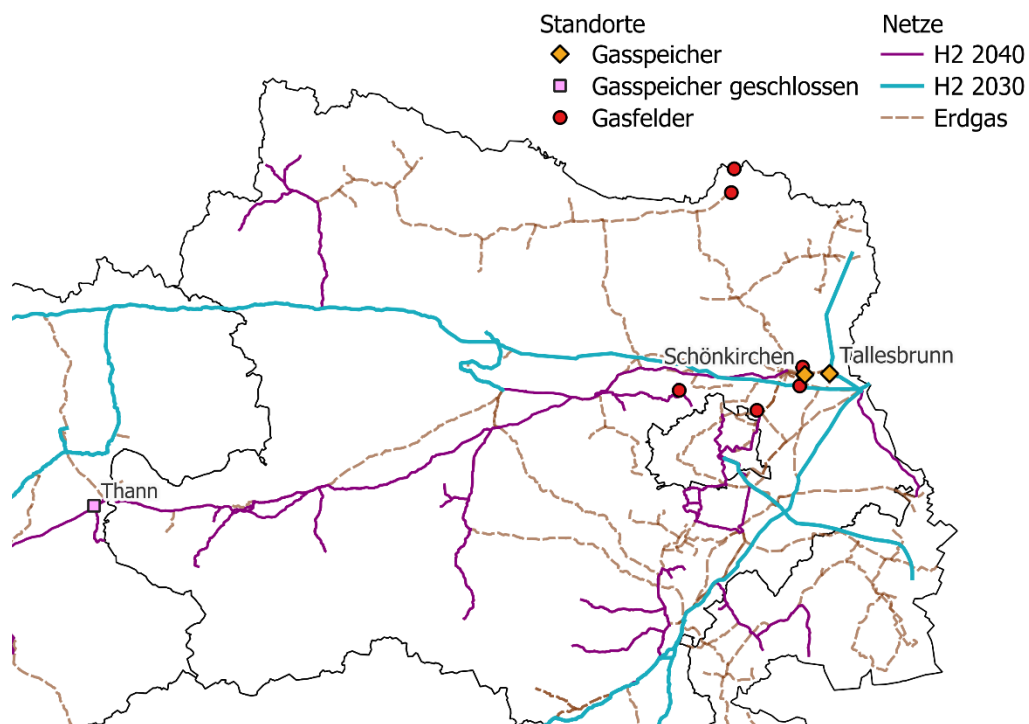 Standorte
Gasspeicher
Gasspeicher geschlossen
Gasfelder
Netze
H2 2040
H2 2030
Erdgas
Schönkirchen
Tallesbrunn
Thann